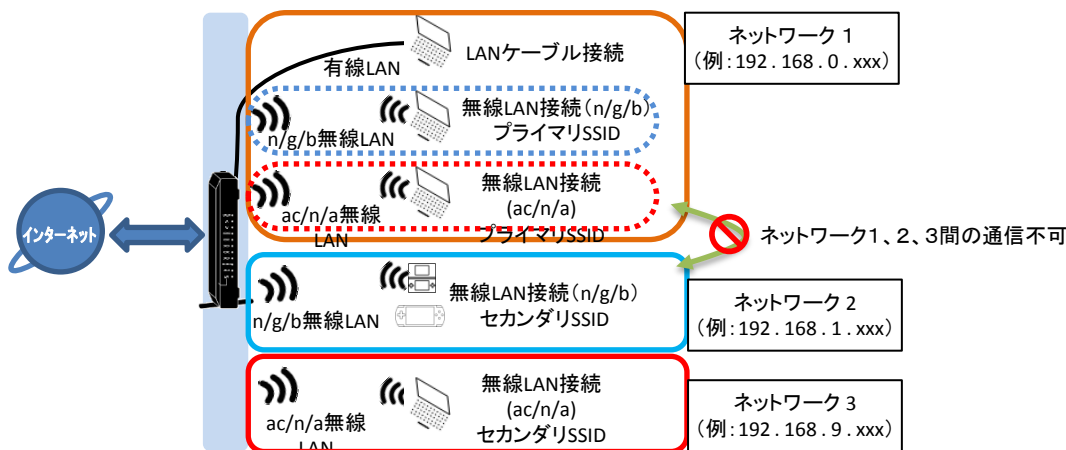 有線LAN
LANケーブル接続
ネットワーク 1
（例：192.168.0.xxx）
n/g/b無線LAN
無線LAN接続（n/g/b）
プライマリSSID
ac/n/a無線
LAN
無線LAN接続
(ac/n/a)
プライマリSSID
インターネット
ネットワーク1、2、3間の通信不可
n/g/b無線LAN
無線LAN接続（n/g/b）
セカンダリSSID
ネットワーク 2
（例：192.168.1.xxx）
ac/n/a無線
LAN
無線LAN接続
(ac/n/a)
セカンダリSSID
ネットワーク 3
（例：192.168.9.xxx）